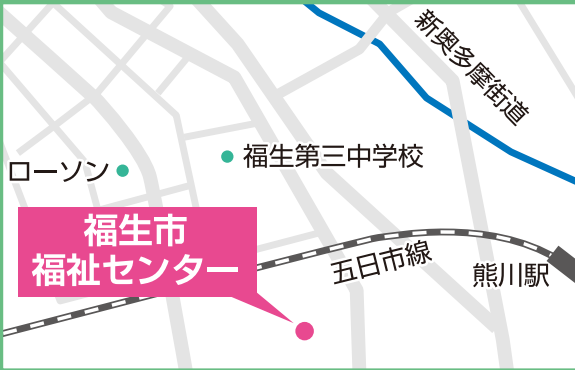 新奥多摩街道
福生第三中学校
ローソン
福生市
福祉センター
五日市線
熊川駅